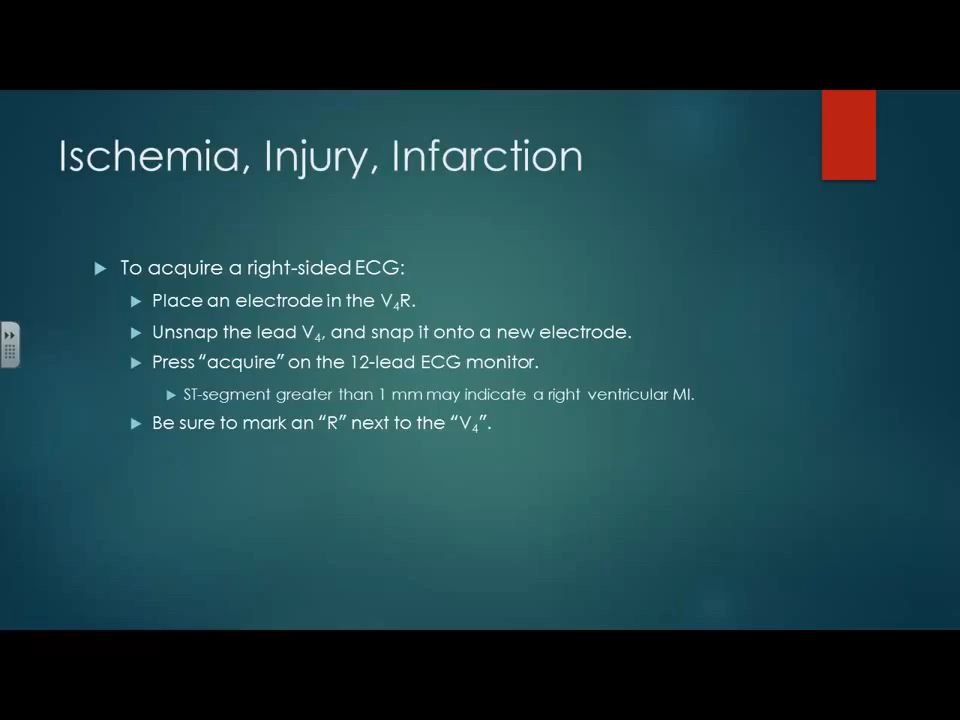 Ischemia, Injury, Infarction
To acquire a right-sided ECG:
Place an electrode in the V₄R.
Unsnap the lead V₄, and snap it onto a new electrode.
Press “acquire” on the 12-lead ECG monitor.
ST-segment greater than 1 mm may indicate a right ventricular MI.
Be sure to mark an “R” next to the “V₄”.